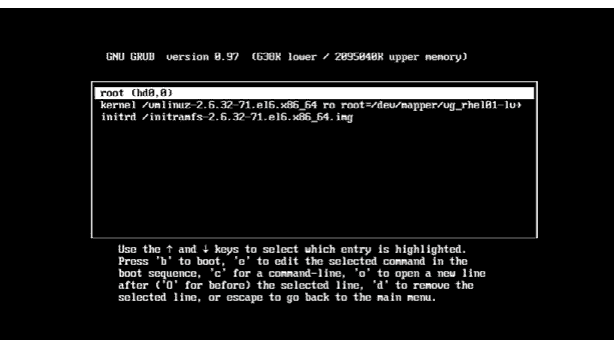 GNU GRUB version 0.97 (638K lower / 2095040K upper memory)
root (hd0,0)
kernel /vmlinuz-2.6.32-71.el6.x86_64 ro root=/dev/mapper/vg_rhel01-lv→
initrd /initramfs-2.6.32-71.el6.x86_64.img
Use the ↑ and ↓ keys to select which entry is highlighted.
Press 'b' to boot, 'e' to edit the selected command in the
boot sequence, 'c' for a command-line, 'o' to open a new line
after ('O' for before) the selected line, 'd' to remove the
selected line, or escape to go back to the main menu.